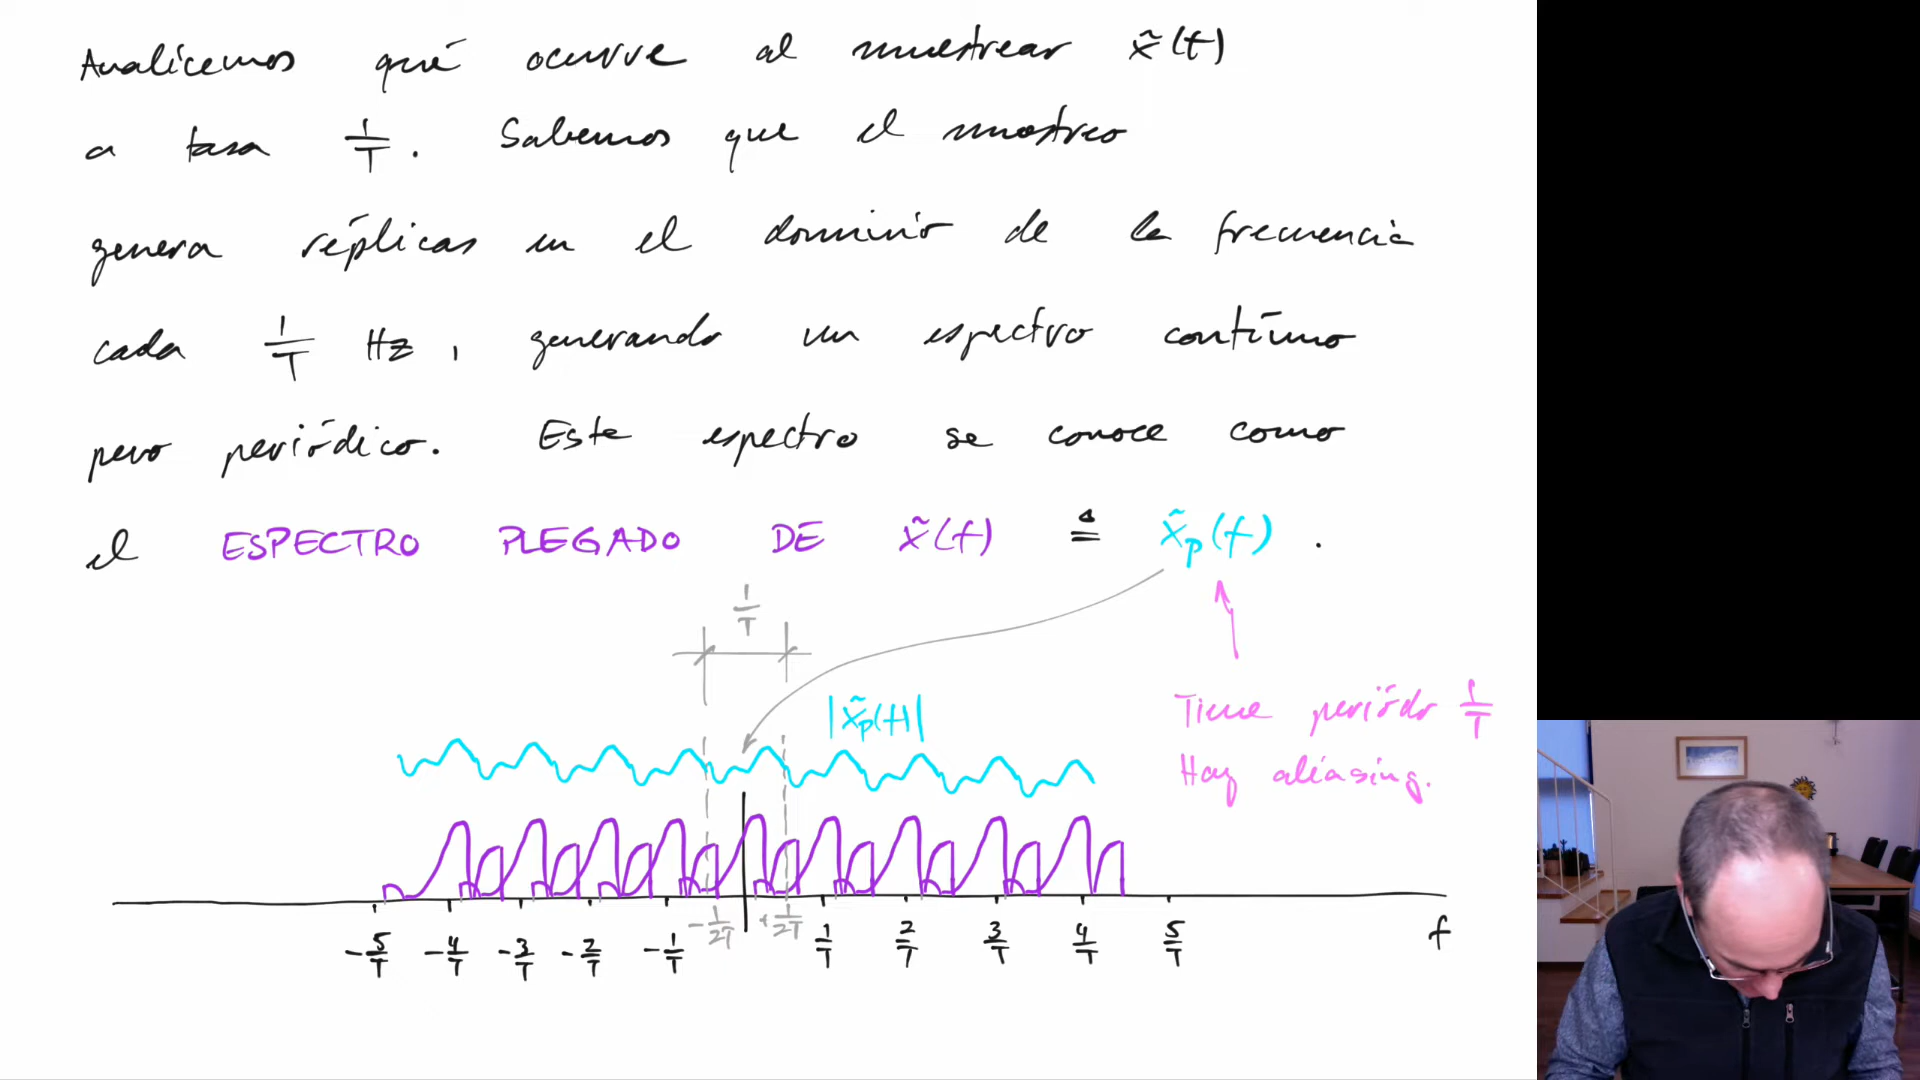 Analicemos qué ocurre al muestrear x̃(t)
a tasa 1/T. Sabemos que el muestreo
genera réplicas en el dominio de la frecuencia
cada 1/T Hz, generando un espectro contínuo
pero periódico. Este espectro se conoce como
el ESPECTRO PLEGADO DE x̃(t) ≜ x̃p(f).
1/T
|x̃p(f)|
Tiene período 1/T
Hay aliasing.
-5/T -4/T -3/T -2/T -1/T -1/2T +1/2T 1/T 2/T 3/T 4/T 5/T f